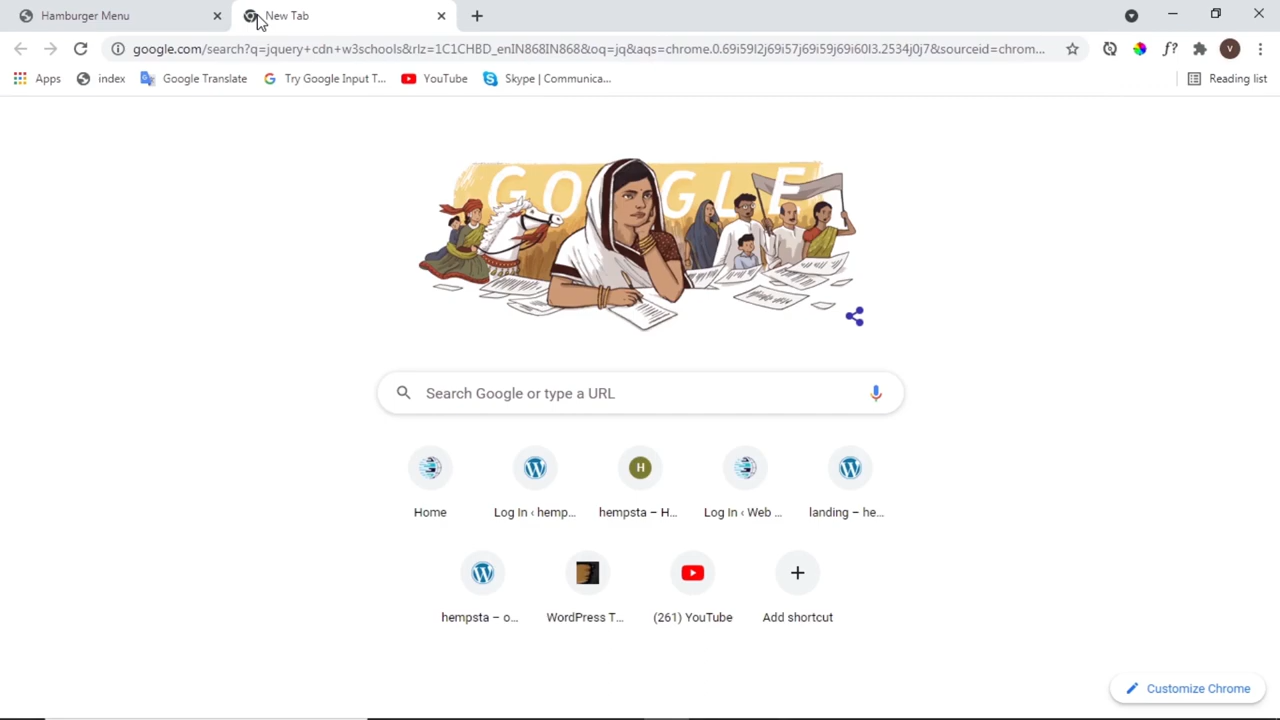 Hamburger Menu
New Tab
google.com/search?q=jquery+cdn+w3schools&rlz=1C1CHBD_enIN868IN868&oq=jq&aqs=chrome.0.69i59l2j69i57j69i59j69i60l3.2534j0j7&sourceid=chrom...
f?
V
Apps
index
Google Translate
Try Google Input T...
YouTube
Skype | Communica...
Reading list
GOOGLE
Search Google or type a URL
H
Home
Log In ‹ hemp...
hempsta – H...
Log In ‹ Web ...
landing – he...
hempsta – o...
WordPress T...
(261) YouTube
Add shortcut
Customize Chrome